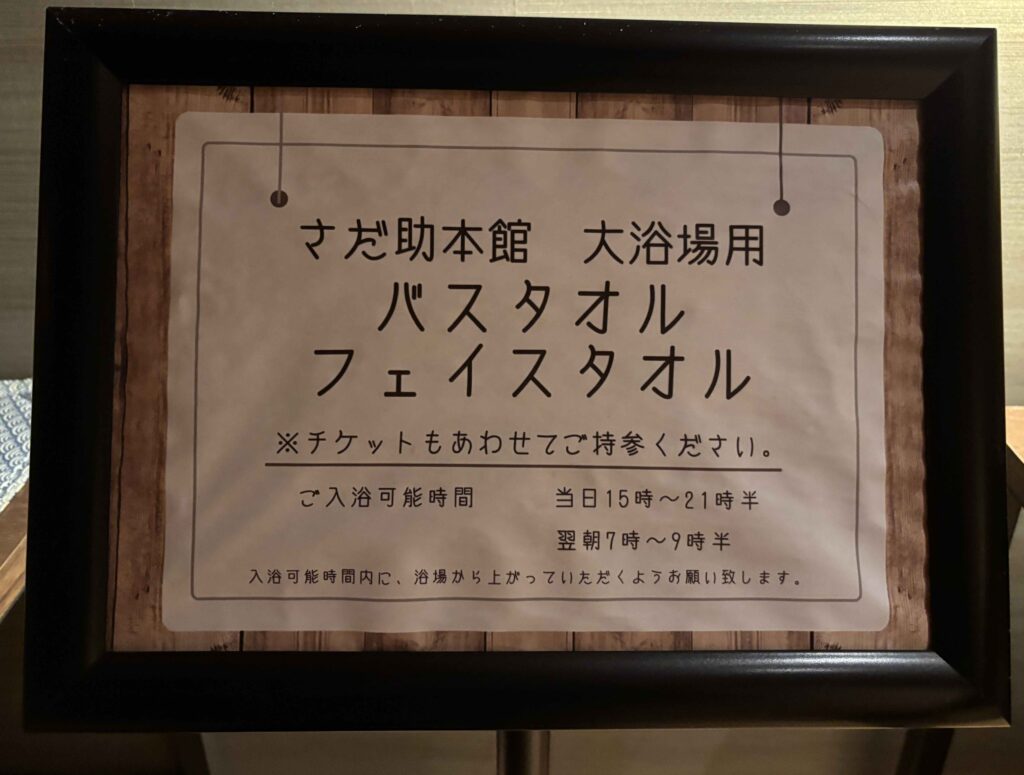 さだ助本館　大浴場用
バスタオル
フェイスタオル
※チケットもあわせてご持参ください。
ご入浴可能時間　当日15時～21時半
翌朝7時～9時半
入浴可能時間内に、浴場から上がっていただくようお願い致します。